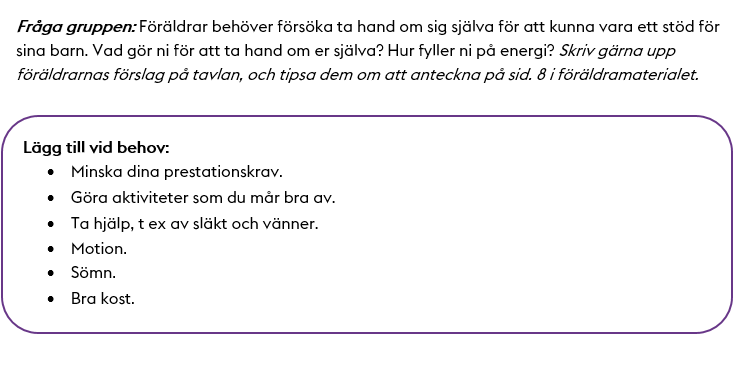 Fråga gruppen: Föräldrar behöver försöka ta hand om sig själva för att kunna vara ett stöd för
sina barn. Vad gör ni för att ta hand om er själva? Hur fyller ni på energi? Skriv gärna upp
föräldrarnas förslag på tavlan, och tipsa dem om att anteckna på sid. 8 i föräldramaterialet.
Lägg till vid behov:
• Minska dina prestationskrav.
• Göra aktiviteter som du mår bra av.
• Ta hjälp, t ex av släkt och vänner.
• Motion.
• Sömn.
• Bra kost.